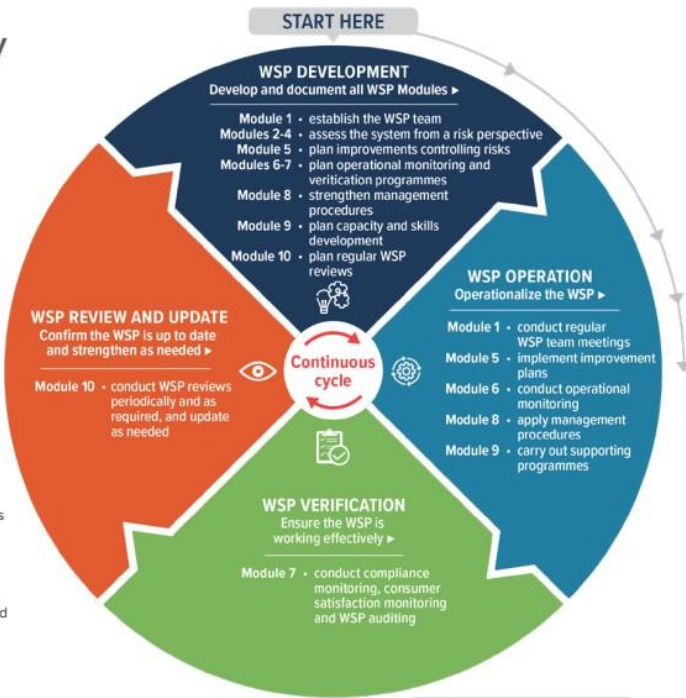 START HERE
WSP DEVELOPMENT
Develop and document all WSP Modules ▸
Module 1 • establish the WSP team
Modules 2-4 • assess the system from a risk perspective
Module 5 • plan improvements controlling risks
Modules 6-7 • plan operational monitoring and
veritication programmes
Module 8 • strengthen management
procedures
Module 9 • plan capacity and skills
development
Module 10 • plan regular WSP
reviews
WSP OPERATION
Operationalize the WSP ▸
Module 1 • conduct regular
WSP team meetings
Module 5 • implement improvement
plans
Module 6 • conduct operational
monitoring
Module 8 • apply management
procedures
Module 9 • carry out supporting
programmes
WSP VERIFICATION
Ensure the WSP is
working effectively ▸
Module 7 • conduct compliance
monitoring, consumer
satisfaction monitoring
and WSP auditing
WSP REVIEW AND UPDATE
Confirm the WSP is up to date
and strengthen as needed ▸
Module 10 • conduct WSP reviews
periodically and as
required, and update
as needed
Continuous
cycle